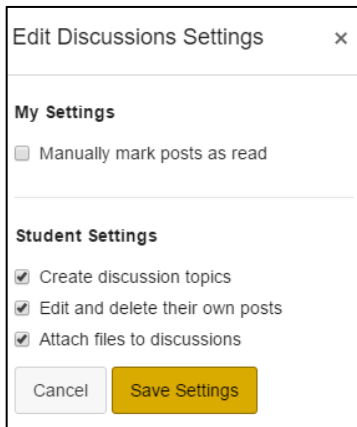 Edit Discussions Settings ×
My Settings
Manually mark posts as read
Student Settings
Create discussion topics
Edit and delete their own posts
Attach files to discussions
Cancel Save Settings